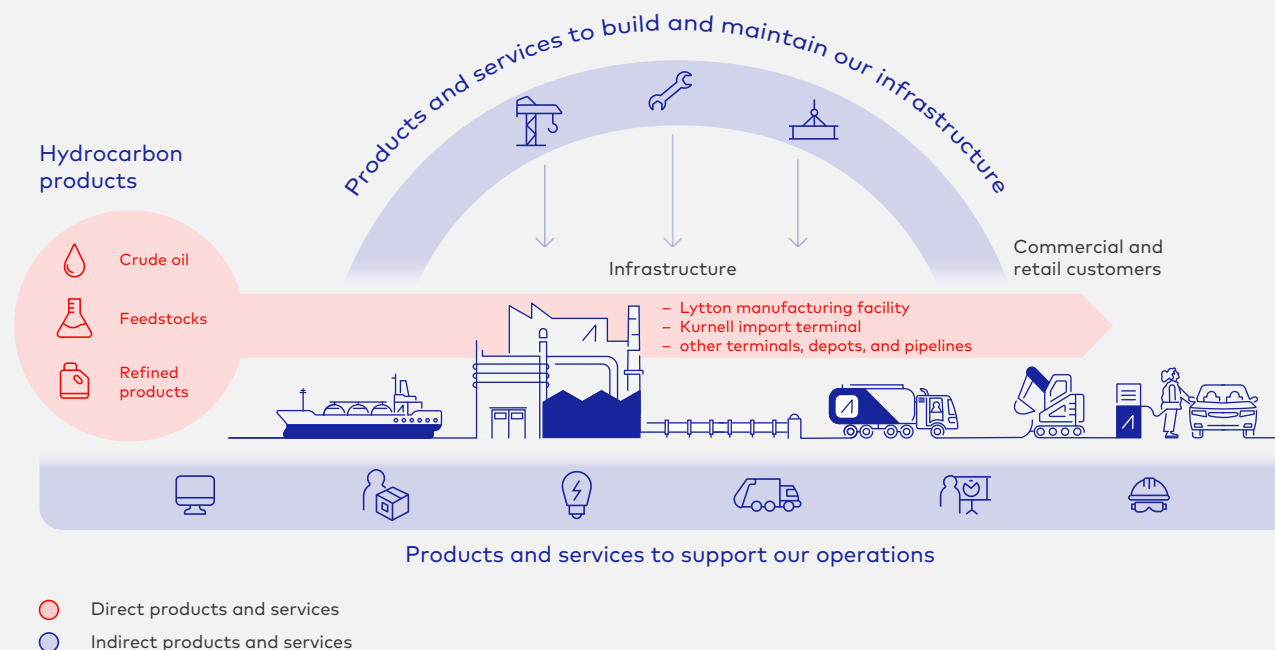 Products and services to build and maintain our infrastructure
Hydrocarbon
products
Crude oil
Feedstocks
Refined
products
Infrastructure
– Lytton manufacturing facility
– Kurnell import terminal
– other terminals, depots, and pipelines
Commercial and
retail customers
Products and services to support our operations
Direct products and services
Indirect products and services